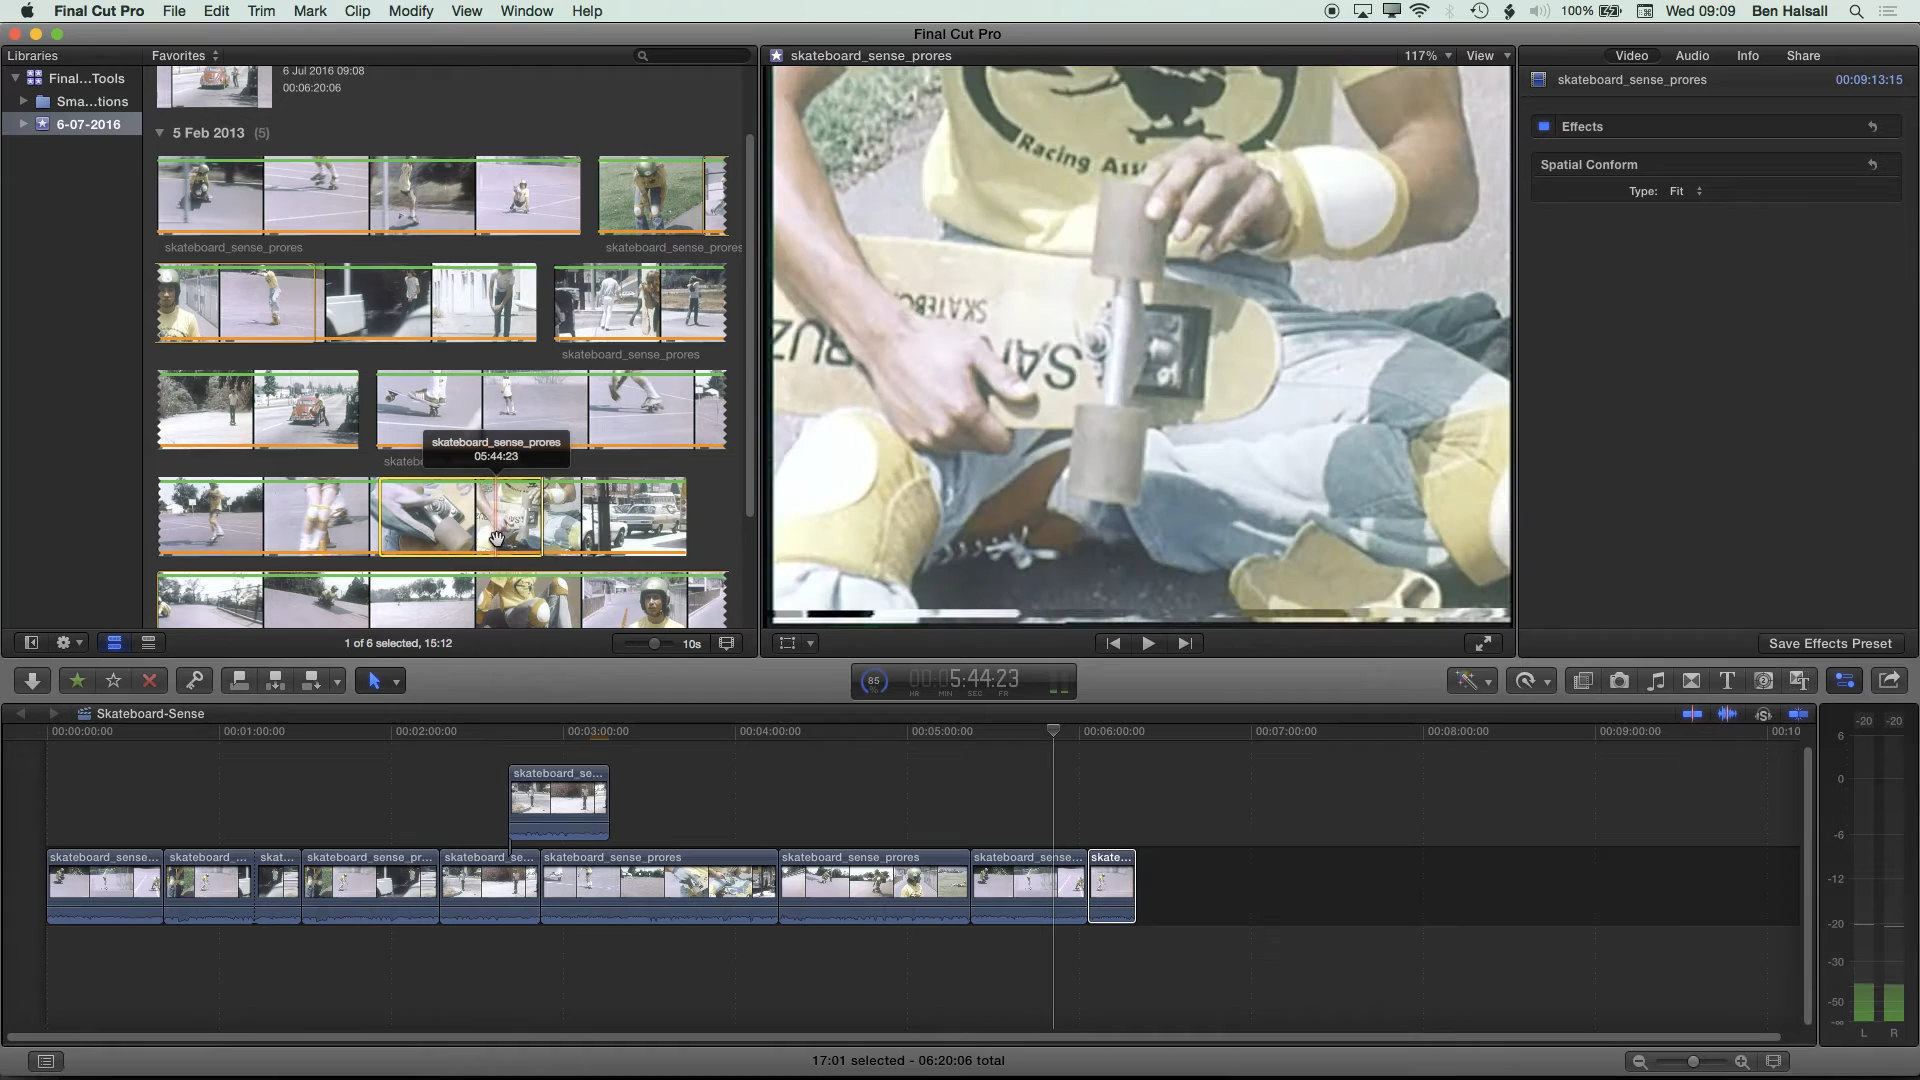 Final Cut Pro File Edit Trim Mark Clip Modify View Window Help 100% Wed 09:09 Ben Halsall
Final Cut Pro
Libraries Favorites skateboard_sense_prores 117% View Video Audio Info Share
Final...Tools
Sma...tions
6-07-2016
6 Jul 2016 09:08
00:06:20:06
5 Feb 2013 (5)
skateboard_sense_prores skateboard_sense_prores
skateboard_sense_prores
skateb
skateboard_sense_prores
05:44:23
Racing Ass
SKATEBO
SAN
RUZ
skateboard_sense_prores 00:09:13:15
Effects
Spatial Conform
Type: Fit
1 of 6 selected, 15:12 10s
Save Effects Preset
85 % 00:05:44:23
HR MIN SEC FR
T
Skateboard-Sense
00:00:00:00 00:01:00:00 00:02:00:00 00:03:00:00 00:04:00:00 00:05:00:00 00:06:00:00 00:07:00:00 00:08:00:00 00:09:00:00 00:10
skateboard_se...
skateboard_sense... skateboard_... skat... skateboard_sense_pr... skateboard_se... skateboard_sense_prores skateboard_sense_prores skateboard_sense... skate...
-20 -20
6
0
-6
-12
-20
-30
-50
-∞
L R
17:01 selected - 06:20:06 total